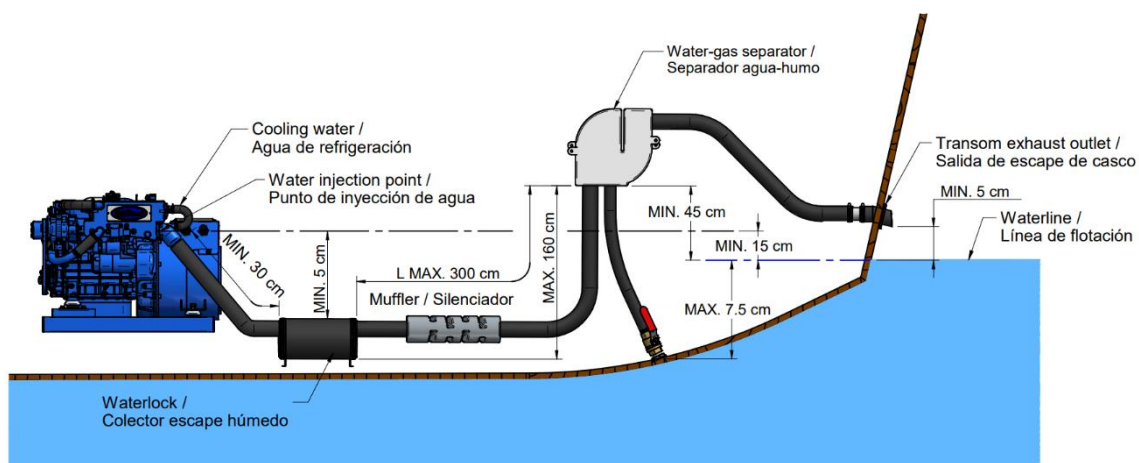 Water-gas separator /
Separador agua-humo
Cooling water /
Agua de refrigeración
Transom exhaust outlet /
Salida de escape de casco
Water injection point /
Punto de inyección de agua
MIN. 5 cm
MIN. 45 cm
Waterline /
Línea de flotación
MIN. 15 cm
MIN. 30 cm
MIN. 5 cm
MAX. 160 cm
L MAX. 300 cm
Muffler / Silenciador
MAX. 7.5 cm
Waterlock /
Colector escape húmedo